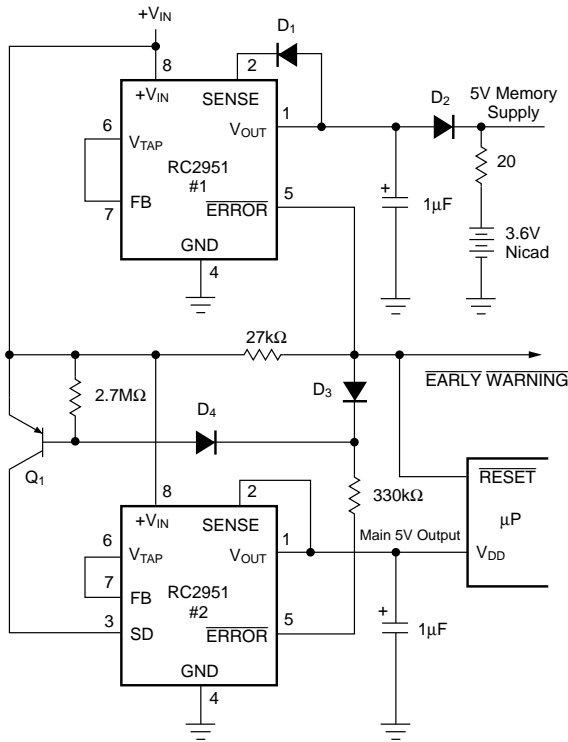 +VIN
D1
8
2
+VIN
SENSE
D2
5V Memory
Supply
1
6
VTAP
VOUT
RC2951
#1
20
5
7
FB
ERROR
+
1μF
3.6V
Nicad
GND
4
27kΩ
EARLY WARNING
2.7MΩ
D3
D4
Q1
8
2
330kΩ
RESET
+VIN
SENSE
μP
6
1
Main 5V Output
VTAP
VOUT
VDD
7
FB
RC2951
#2
3
5
SD
ERROR
+
1μF
GND
4